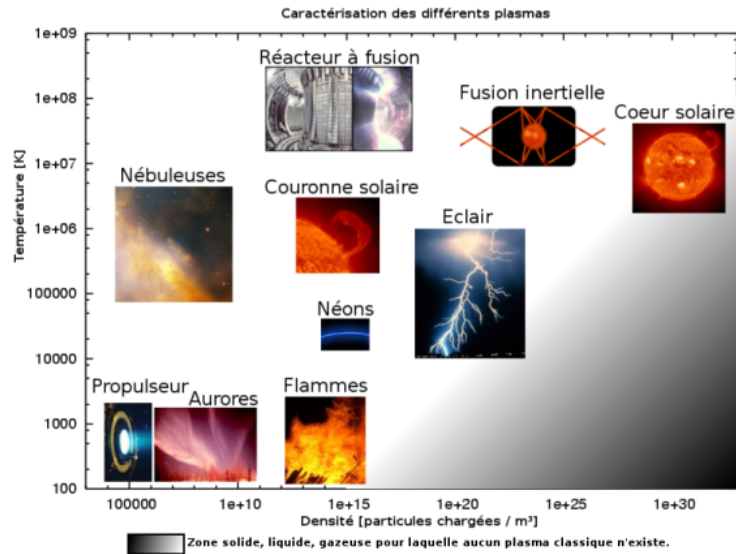 Caractérisation des différents plasmas
1e+09
1e+08
1e+07
1e+06
100000
10000
1000
100
Température [K]
Réacteur à fusion
Fusion inertielle
Coeur solaire
Nébuleuses
Couronne solaire
Eclair
Néons
Propulseur
Aurores
Flammes
100000 1e+10 1e+15 1e+20 1e+25 1e+30
Densité [particules chargées / m³]
Zone solide, liquide, gazeuse pour laquelle aucun plasma classique n'existe.